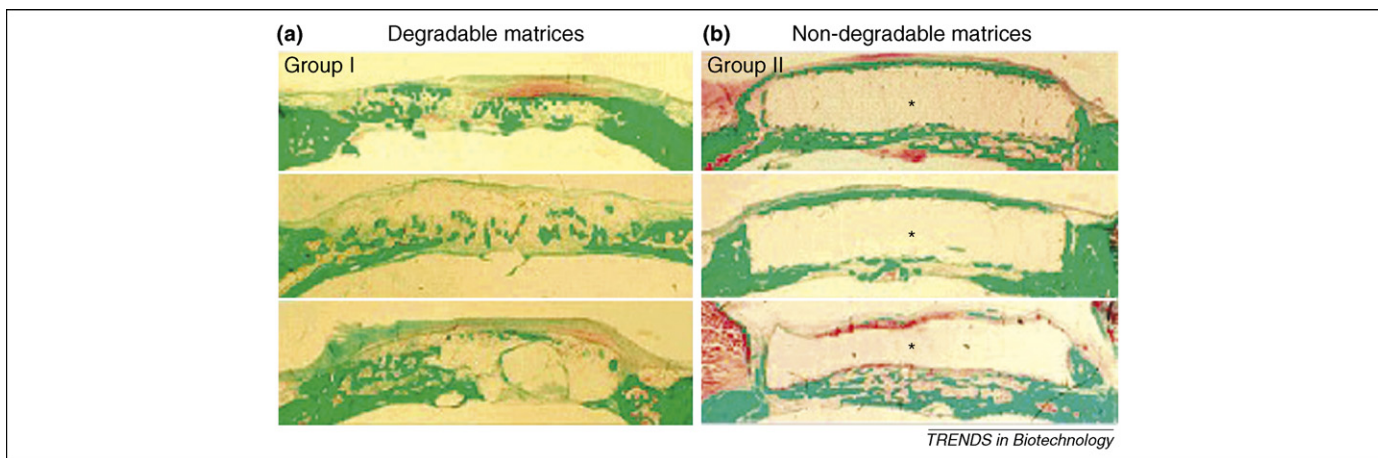 (a) Degradable matrices
Group I
(b) Non-degradable matrices
Group II
*
*
*
TRENDS in Biotechnology